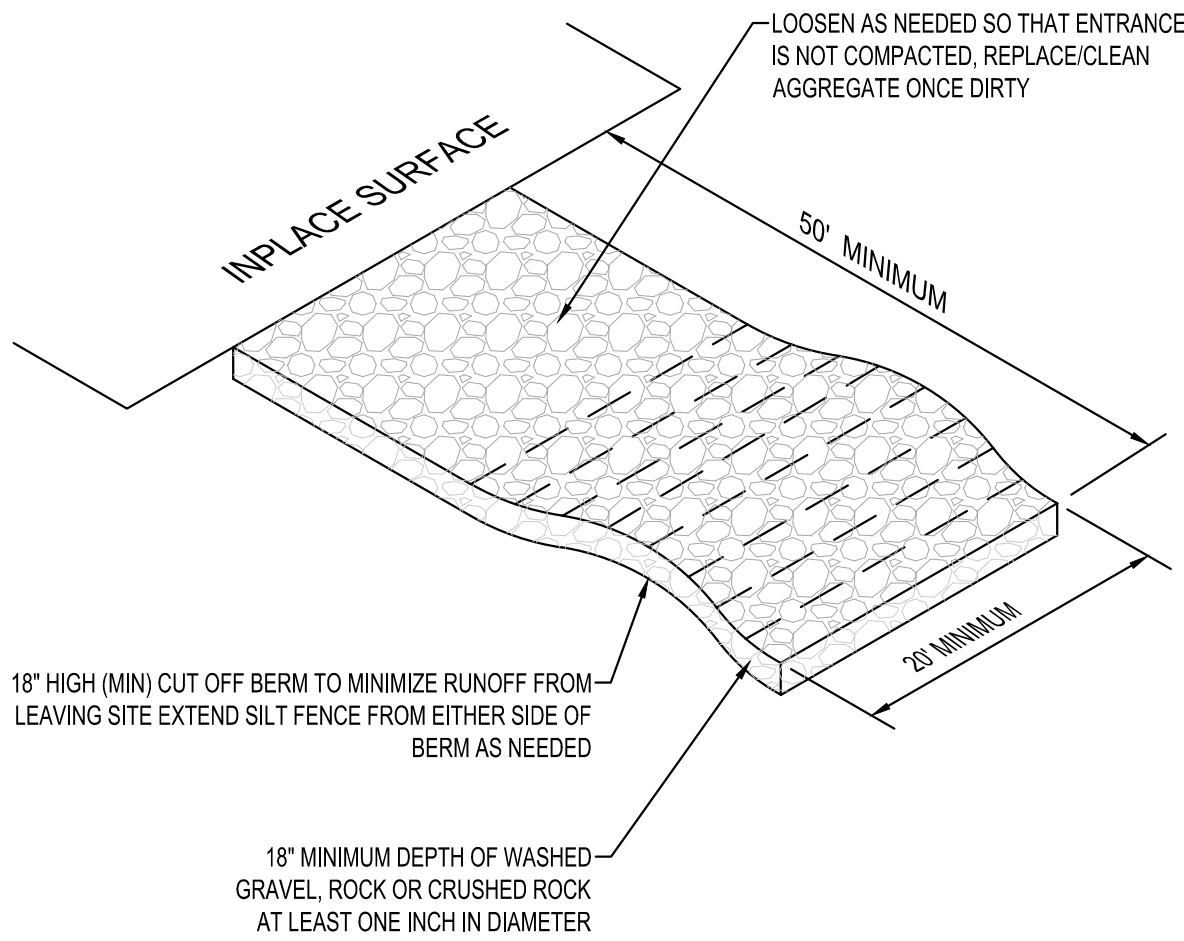 LOOSEN AS NEEDED SO THAT ENTRANCE
IS NOT COMPACTED, REPLACE/CLEAN
AGGREGATE ONCE DIRTY
INPLACE SURFACE
50' MINIMUM
20' MINIMUM
18" HIGH (MIN) CUT OFF BERM TO MINIMIZE RUNOFF FROM
LEAVING SITE EXTEND SILT FENCE FROM EITHER SIDE OF
BERM AS NEEDED
18" MINIMUM DEPTH OF WASHED
GRAVEL, ROCK OR CRUSHED ROCK
AT LEAST ONE INCH IN DIAMETER